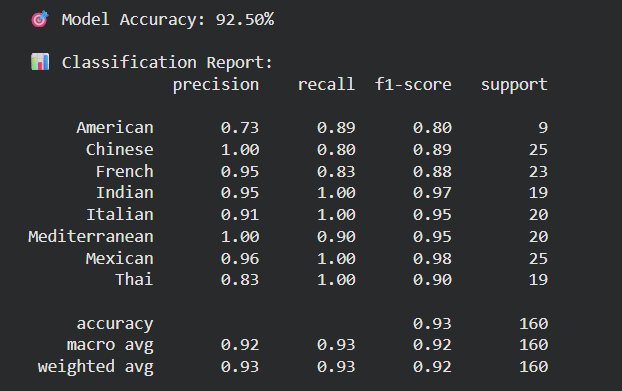 🎯 Model Accuracy: 92.50%
📊 Classification Report:
precision recall f1-score support
American 0.73 0.89 0.80 9
Chinese 1.00 0.80 0.89 25
French 0.95 0.83 0.88 23
Indian 0.95 1.00 0.97 19
Italian 0.91 1.00 0.95 20
Mediterranean 1.00 0.90 0.95 20
Mexican 0.96 1.00 0.98 25
Thai 0.83 1.00 0.90 19
accuracy 0.93 160
macro avg 0.92 0.93 0.92 160
weighted avg 0.93 0.93 0.92 160